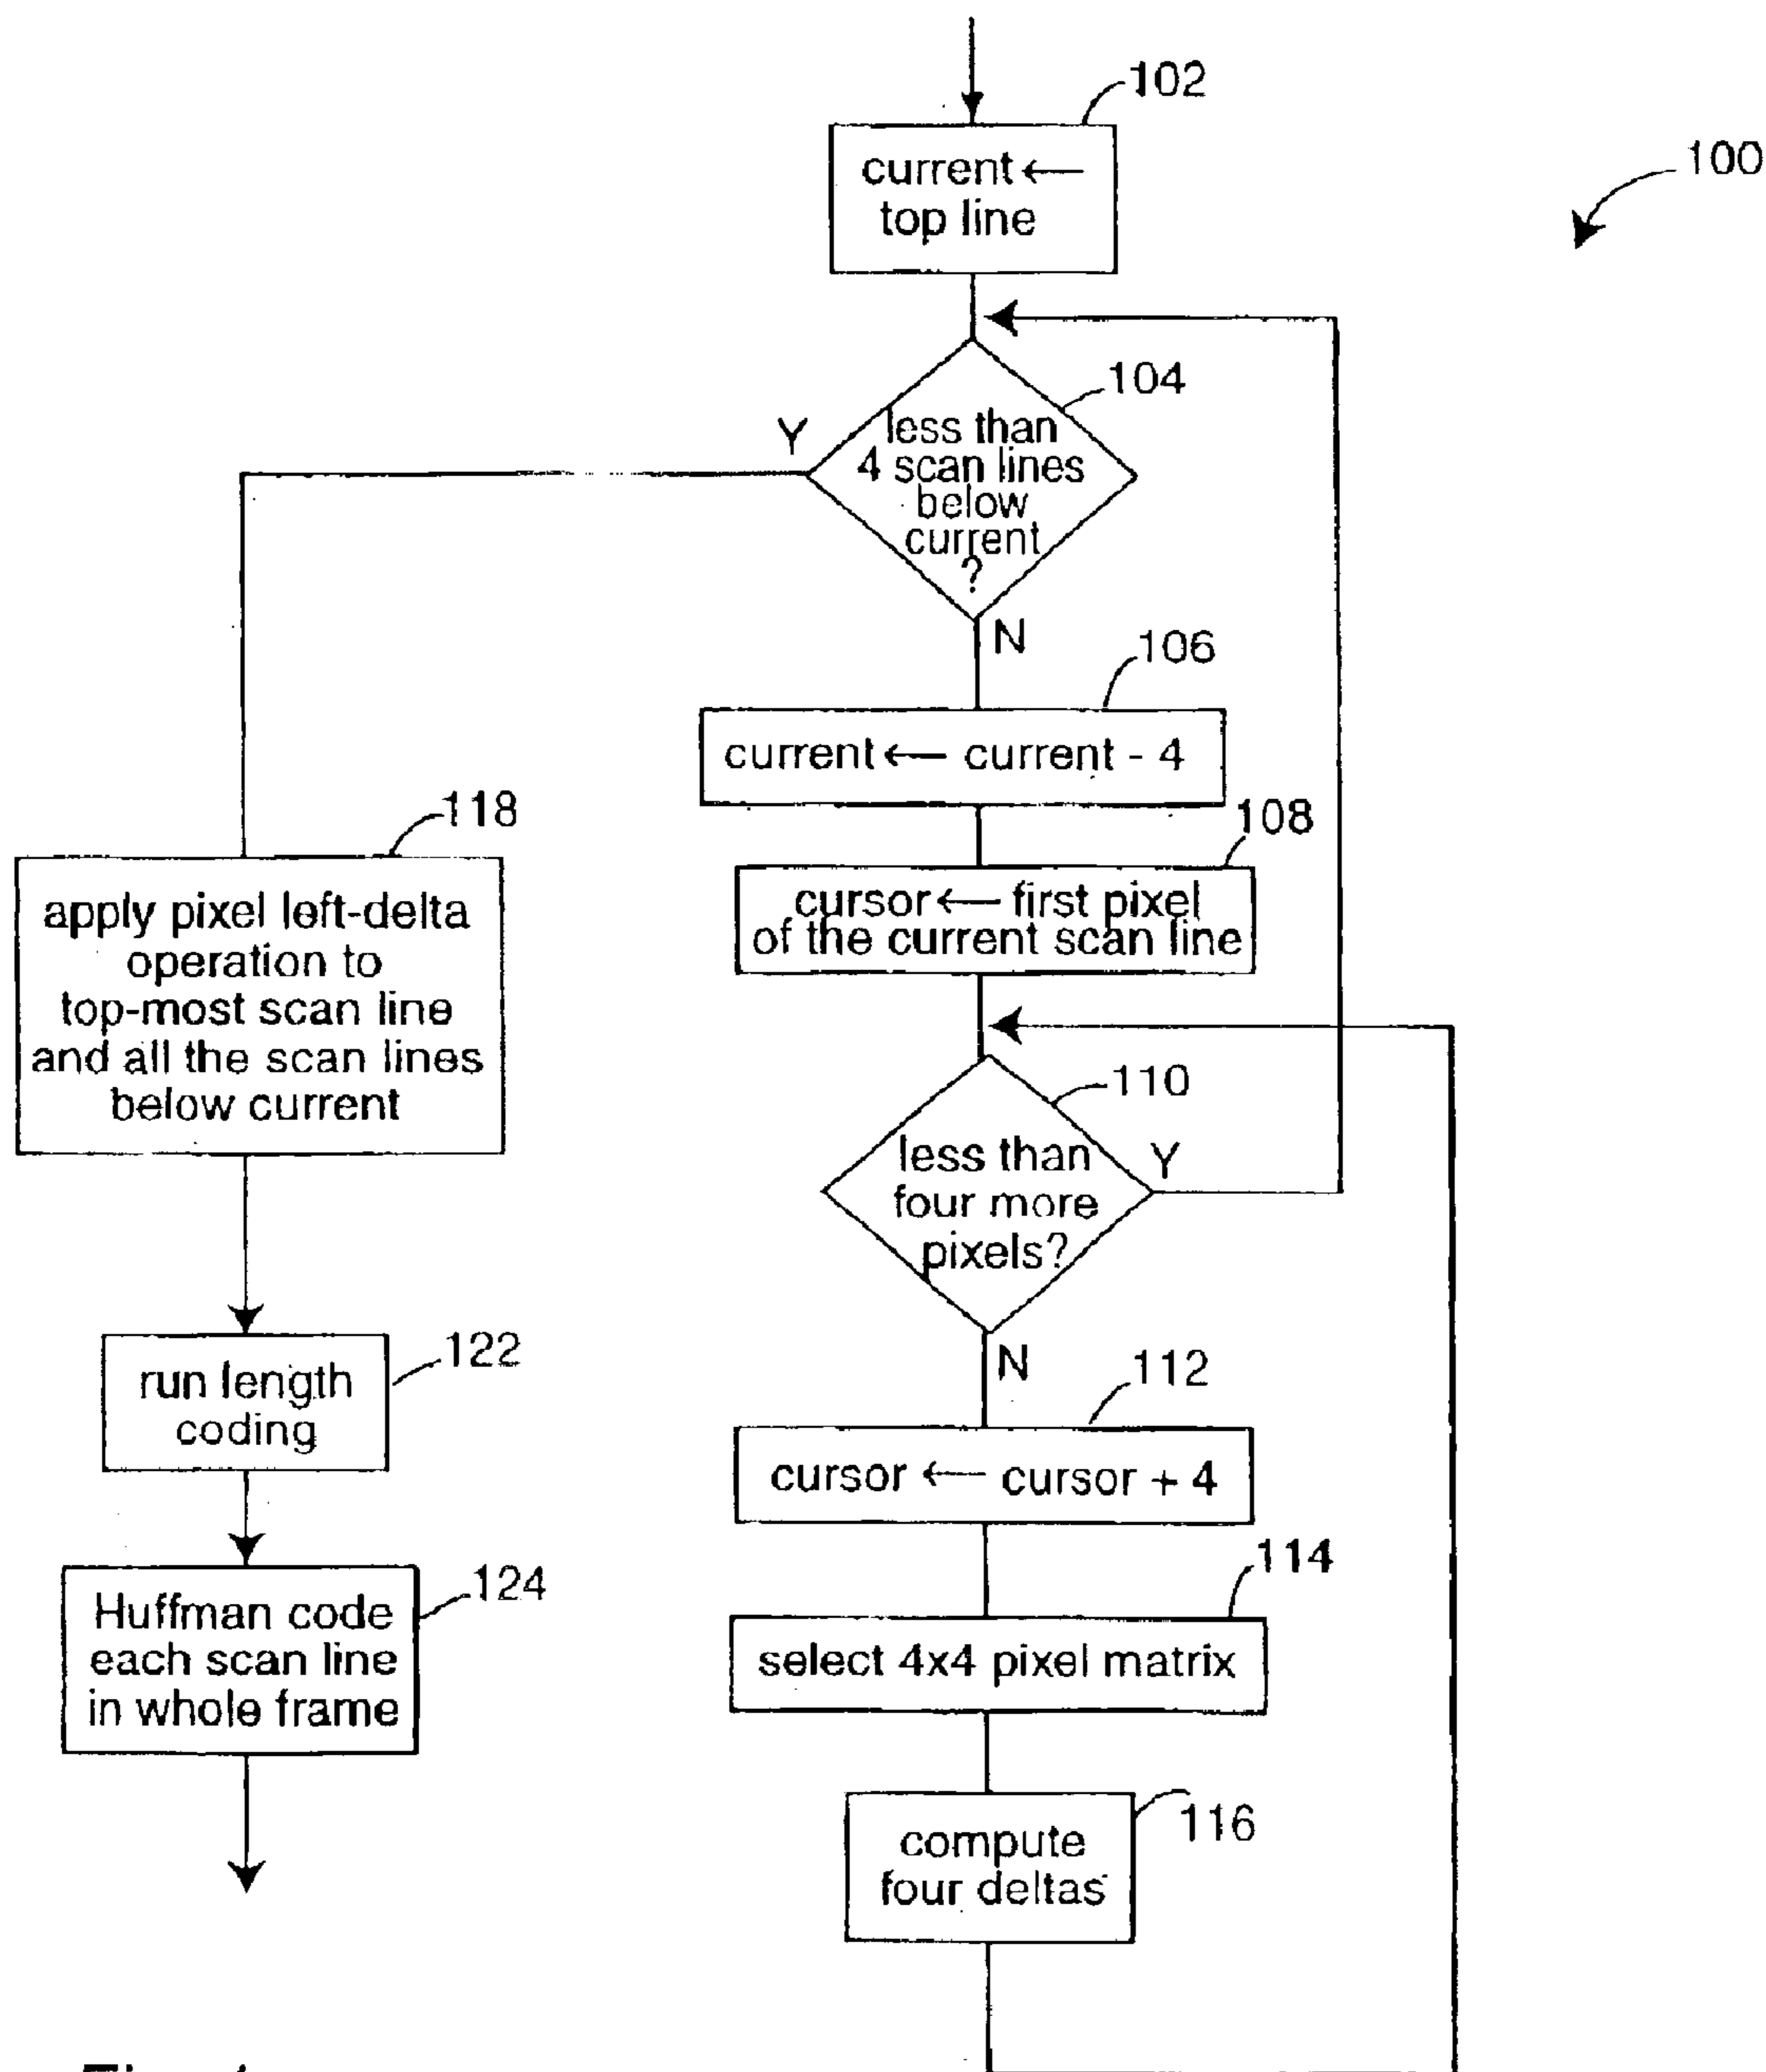 102
current ←
top line
100
104
Y
less than
4 scan lines
below
current
?
N
106
current ← current - 4
108
cursor ← first pixel
of the current scan line
118
apply pixel left-delta
operation to
top-most scan line
and all the scan lines
below current
110
less than
four more
pixels?
Y
N
122
run length
coding
112
cursor ← cursor + 4
114
select 4x4 pixel matrix
124
Huffman code
each scan line
in whole frame
116
compute
four deltas